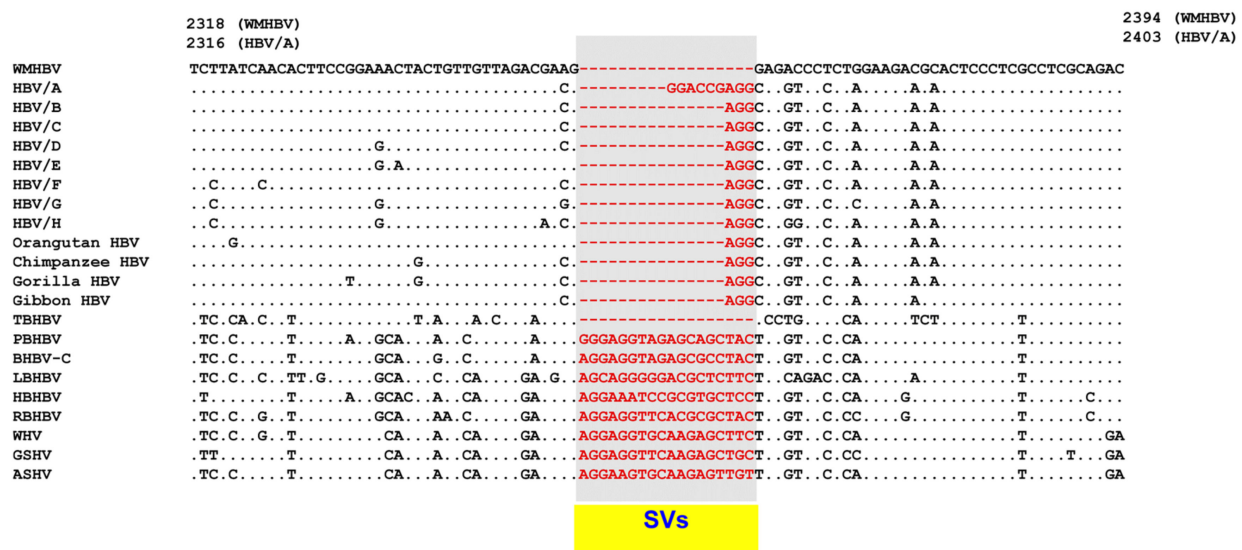 2318 (WMHBV)
2394 (WMHBV)
2316 (HBV/A)
2403 (HBV/A)
WMHBV TCTTATCAACACTTCCGGAAACTACTGTTGTTAGACGAAG------------------GAGACCCTCTGGAAGACGCACTCCCTCGCCTCGCAGAC
HBV/A ......................................C.---------GGACCGAGGC..GT..C..A.....A.A...................
HBV/B ......................................C.---------------AGGC..GT..C..A.....A.A...................
HBV/C ......................................C.---------------AGGC..GT..C..A.....A.A...................
HBV/D ...................G..................C.---------------AGGC..GT..C..A.....A.A...................
HBV/E ...................G.A..................---------------AGGC..GT..C..A.....A.A...................
HBV/F ..C....C..............................C.---------------AGGC..GT..C..A.....A.A...................
HBV/G ..C................G..................G.---------------AGGC..GT..C..C.....A.A...................
HBV/H ..C................G................A.C.---------------AGGC..GG..C..A.....A.A...................
Orangutan HBV ....G...................................---------------AGGC..GT..C..A.....A.A...................
Chimpanzee HBV .......................G..............C.---------------AGGC..GT..C..A.....A.A...................
Gorilla HBV ................T......G..............C.---------------AGGC..GT..C..A.....A.A...................
Gibbon HBV ......................................C.---------------AGGC..GT..C..A.....A.....................
TBHBV .TC.CA.C..T............T.A...A.C...A....------------------.CCTG....CA.....TCT........T..........
PBHBV .TC.C.....T.....A..GCA...A..C......A....GGGAGGTAGAGCAGCTACT..GT..C.CA................T..........
BHBV-C .TC.C.....T........GCA...G..C......A....AGGAGGTAGAGCGCCTACT..GT..C.CA................T..........
LBHBV .TC.C..C..TT.G.....GCA...C..CA....GA.G..AGCAGGGGGACGCTCTTCT..CAGAC.CA.....A..........T..........
HBHBV .T........T.....A..GCAC..A..CA....GA....AGGAAATCCGCGTGCTCCT..GT..C.CA....G...........T......C...
RBHBV .TC.C..G..T........GCA...AA.C.....GA....AGGAGGTTCACGCGCTACT..GT..C.CC....G...........T......C...
WHV .TC.C..G..T.........CA...A..CA....GA....AGGAGGTGCAAGAGCTTCT..GT..C.CA................T........GA
GSHV .TT.......T.........CA...A..CA....GA....AGGAGGTTCAAGAGCTGCT..GT..C.CC................T....T...GA
ASHV .TC.C.....T.........CA...A..CA....GA....AGGAAGTGCAAGAGTTGTT..GT..C.CA................T........GA
SVs